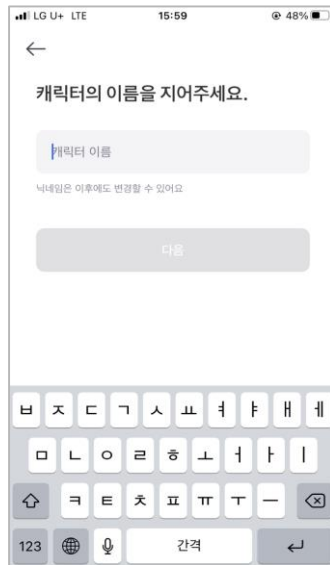 LG U+ LTE 15:59 48%
캐릭터의 이름을 지어주세요.
캐릭터 이름
닉네임은 이후에도 변경할 수 있어요
다음
ㅂ ㅈ ㄷ ㄱ ㅅ ㅛ ㅕ ㅑ ㅐ ㅔ
ㅁ ㄴ ㅇ ㄹ ㅎ ㅗ ㅓ ㅏ ㅣ
ㅋ ㅌ ㅊ ㅍ ㅠ ㅜ ㅡ
123 간격